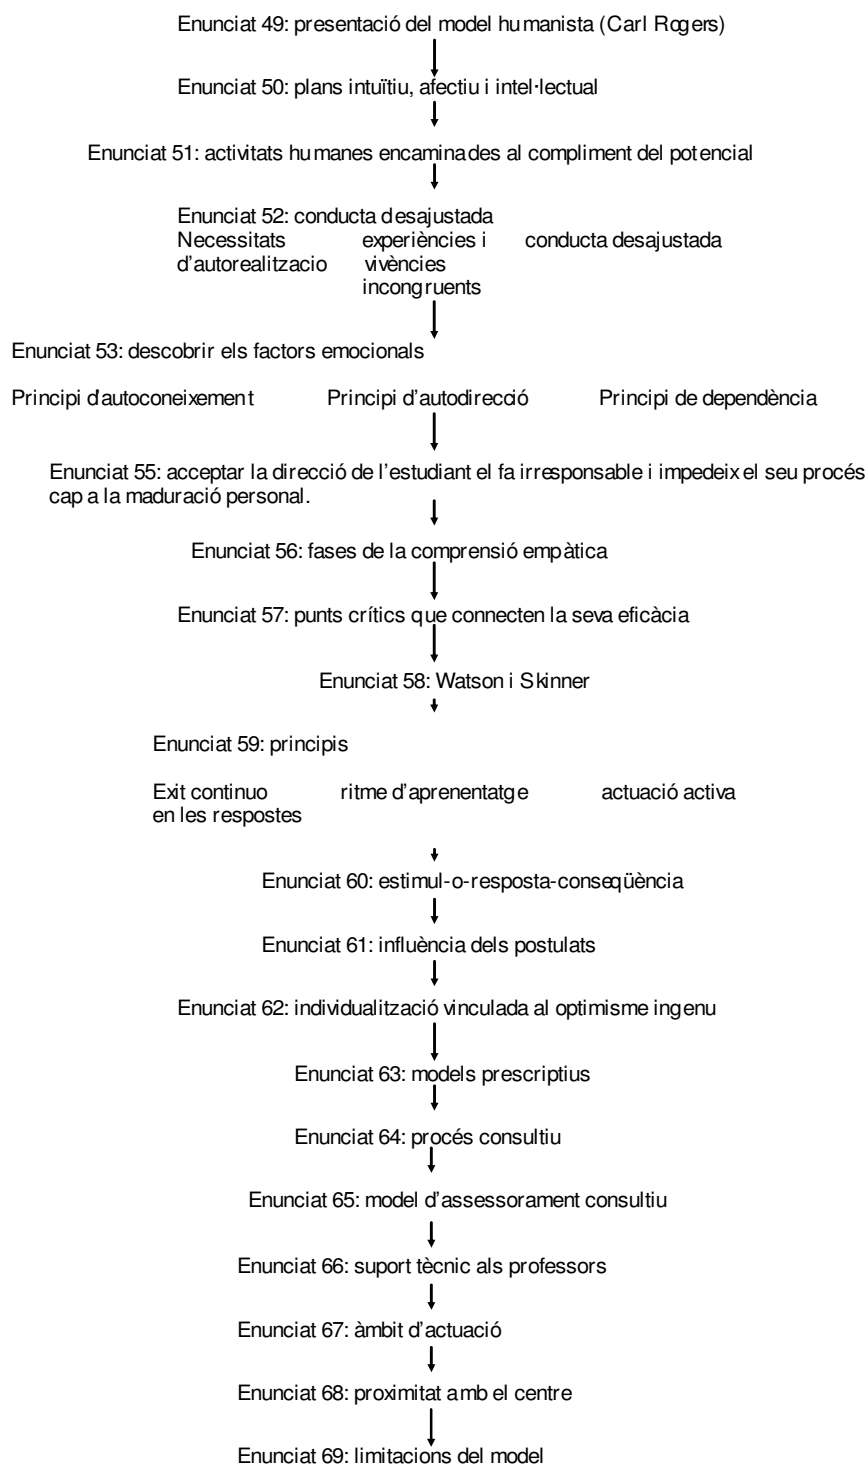 Enunciat 49: presentació del model humanista (Carl Rogers)
Enunciat 50: plans intuïtiu, afectiu i intel·lectual
Enunciat 51: activitats humanes encaminades al compliment del potencial
Enunciat 52: conducta desajustada
Necessitats experiències i conducta desajustada
d'autorealització vivències
incongruents
Enunciat 53: descobrir els factors emocionals
Principi d'autoconeixement Principi d'autodirecció Principi de dependència
Enunciat 55: acceptar la direcció de l'estudiant el fa irresponsable i impedeix el seu procés
cap a la maduració personal.
Enunciat 56: fases de la comprensió empàtica
Enunciat 57: punts crítics que connecten la seva eficàcia
Enunciat 58: Watson i Skinner
Enunciat 59: principis
Exit continuo ritme d'aprenentatge actuació activa
en les respostes
Enunciat 60: estimul-o-resposta-conseqüència
Enunciat 61: influència dels postulats
Enunciat 62: individualització vinculada al optimisme ingenu
Enunciat 63: models prescriptius
Enunciat 64: procés consultiu
Enunciat 65: model d'assessorament consultiu
Enunciat 66: suport tècnic als professors
Enunciat 67: àmbit d'actuació
Enunciat 68: proximitat amb el centre
Enunciat 69: limitacions del model